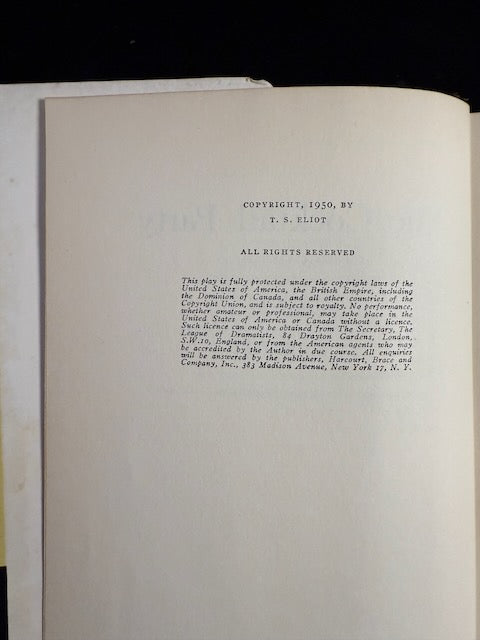 COPYRIGHT, 1950, BY
T. S. ELIOT
ALL RIGHTS RESERVED
This play is fully protected under the copyright laws of the
United States of America, the British Empire, including
the Dominion of Canada, and all other countries of the
Copyright Union, and is subject to royalty. No performance,
whether amateur or professional, may take place in the
United States of America or Canada without a licence.
Such licence can only be obtained from The Secretary, The
League of Dramatists, 84 Drayton Gardens, London,
S.W.10, England, or from the American agents who may
be accredited by the Author in due course. All enquiries
will be answered by the publishers, Harcourt, Brace and
Company, Inc., 383 Madison Avenue, New York 17, N. Y.